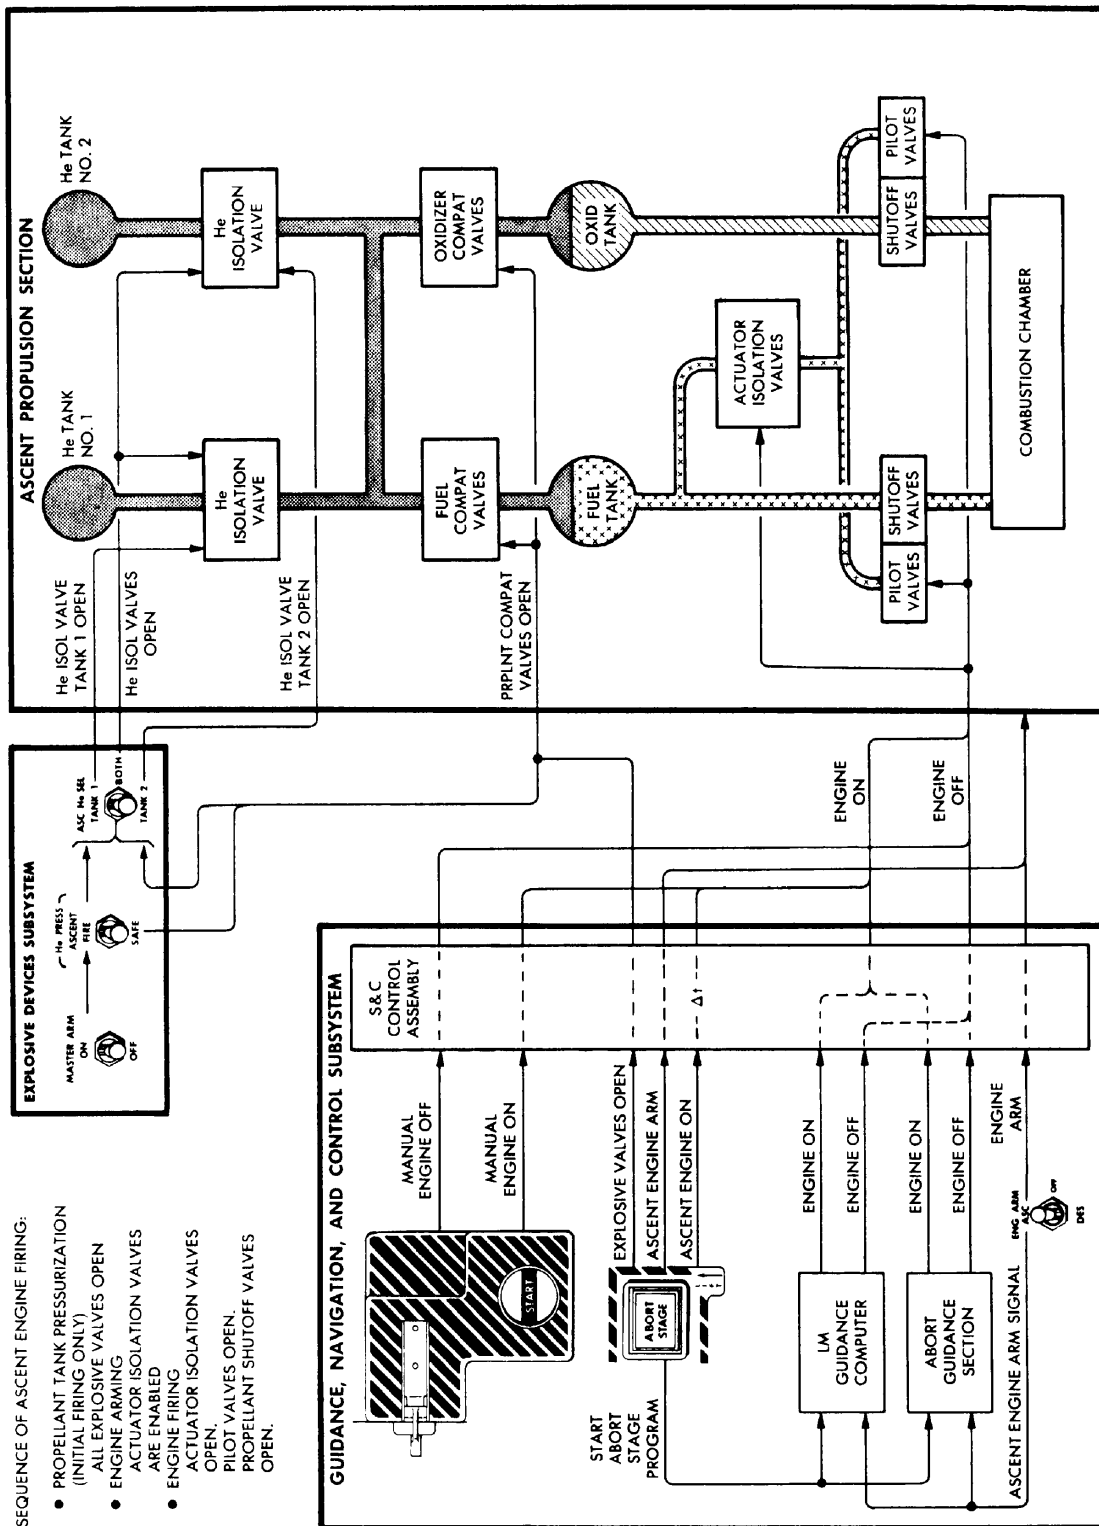 SEQUENCE OF ASCENT ENGINE FIRING:
● PROPELLANT TANK PRESSURIZATION
(INITIAL FIRING ONLY)
ALL EXPLOSIVE VALVES OPEN
● ENGINE ARMING
ACTUATOR ISOLATION VALVES
ARE ENABLED
● ENGINE FIRING
ACTUATOR ISOLATION VALVES
OPEN.
PILOT VALVES OPEN.
PROPELLANT SHUTOFF VALVES
OPEN.
EXPLOSIVE DEVICES SUBSYSTEM
MASTER ARM
ON
OFF
He PRESS
ASCENT
FIRE
SAFE
ASC He SEL
TANK 1
BOTH
TANK 2
ASCENT PROPULSION SECTION
He ISOL VALVE
TANK 1 OPEN
He ISOL VALVES
OPEN
He ISOL VALVE
TANK 2 OPEN
PRPLNT COMPAT
VALVES OPEN
He TANK
NO. 1
He TANK
NO. 2
He
ISOLATION
VALVE
He
ISOLATION
VALVE
FUEL
COMPAT
VALVES
OXIDIZER
COMPAT
VALVES
FUEL
TANK
OXID
TANK
ACTUATOR
ISOLATION
VALVES
PILOT
VALVES
SHUTOFF
VALVES
SHUTOFF
VALVES
PILOT
VALVES
COMBUSTION CHAMBER
GUIDANCE, NAVIGATION, AND CONTROL SUBSYSTEM
START
MANUAL
ENGINE OFF
MANUAL
ENGINE ON
S&C
CONTROL
ASSEMBLY
START
ABORT
STAGE
PROGRAM
ABORT
STAGE
EXPLOSIVE VALVES OPEN
ASCENT ENGINE ARM
ASCENT ENGINE ON
Δt
LM
GUIDANCE
COMPUTER
ENGINE ON
ENGINE OFF
ABORT
GUIDANCE
SECTION
ENGINE ON
ENGINE OFF
ENGINE
ON
ENGINE
OFF
ASCENT ENGINE ARM SIGNAL
ENG ARM
ASC
OFF
DES
ENGINE
ARM